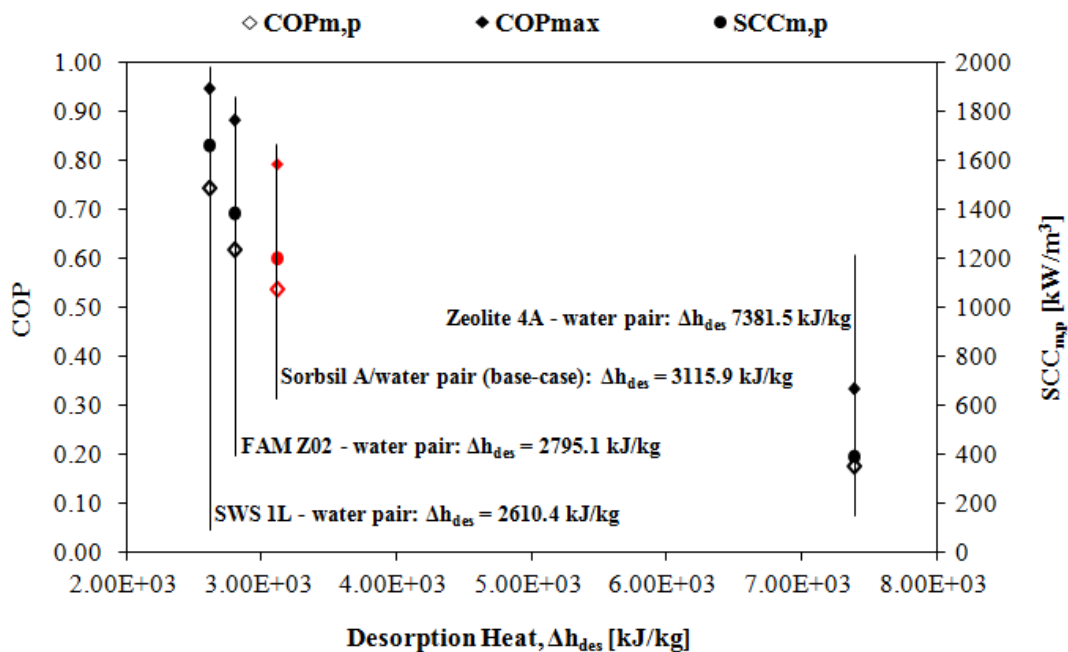 COPm,p COPmax SCCm,p
1.00
0.90
0.80
0.70
0.60
0.50
0.40
0.30
0.20
0.10
0.00
COP
2000
1800
1600
1400
1200
1000
800
600
400
200
0
SCCm,p [kW/m³]
Zeolite 4A - water pair: Δhdes 7381.5 kJ/kg
Sorbsil A/water pair (base-case): Δhdes = 3115.9 kJ/kg
FAM Z02 - water pair: Δhdes = 2795.1 kJ/kg
SWS 1L - water pair: Δhdes = 2610.4 kJ/kg
2.00E+03 3.00E+03 4.00E+03 5.00E+03 6.00E+03 7.00E+03 8.00E+03
Desorption Heat, Δhdes [kJ/kg]